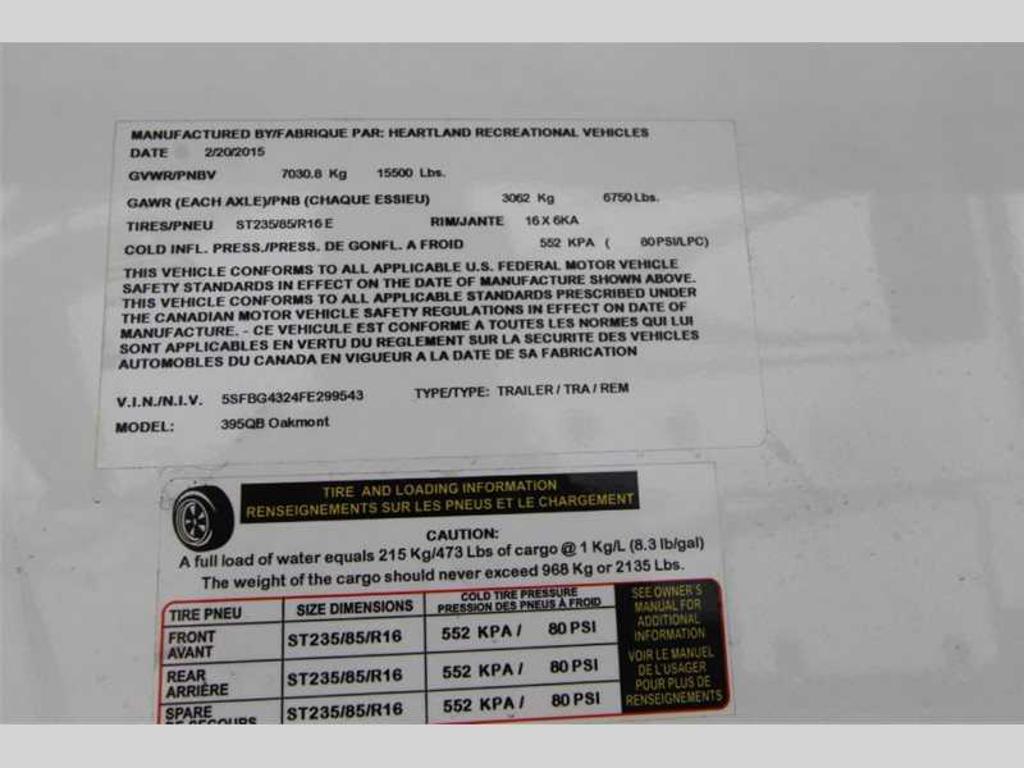 MANUFACTURED BY/FABRIQUE PAR: HEARTLAND RECREATIONAL VEHICLES
DATE 2/20/2015
GVWR/PNBV 7030.8 Kg 15500 Lbs.
GAWR (EACH AXLE)/PNB (CHAQUE ESSIEU) 3062 Kg 6750 Lbs.
TIRES/PNEU ST235/85/R16 E RIM/JANTE 16 X 6KA
COLD INFL. PRESS./PRESS. DE GONFL. A FROID 552 KPA ( 80PSI/LPC)
THIS VEHICLE CONFORMS TO ALL APPLICABLE U.S. FEDERAL MOTOR VEHICLE
SAFETY STANDARDS IN EFFECT ON THE DATE OF MANUFACTURE SHOWN ABOVE.
THIS VEHICLE CONFORMS TO ALL APPLICABLE STANDARDS PRESCRIBED UNDER
THE CANADIAN MOTOR VEHICLE SAFETY REGULATIONS IN EFFECT ON DATE OF
MANUFACTURE. - CE VEHICULE EST CONFORME A TOUTES LES NORMES QUI LUI
SONT APPLICABLES EN VERTU DU REGLEMENT SUR LA SECURITE DES VEHICLES
AUTOMOBLES DU CANADA EN VIGUEUR A LA DATE DE SA FABRICATION
V.I.N./N.I.V. 5SFBG4324FE299543 TYPE/TYPE: TRAILER / TRA / REM
MODEL: 395QB Oakmont
TIRE AND LOADING INFORMATION
RENSEIGNEMENTS SUR LES PNEUS ET LE CHARGEMENT
CAUTION:
A full load of water equals 215 Kg/473 Lbs of cargo @ 1 Kg/L (8.3 lb/gal)
The weight of the cargo should never exceed 968 Kg or 2135 Lbs.
TIRE PNEU SIZE DIMENSIONS COLD TIRE PRESSURE
PRESSION DES PNEUS À FROID
FRONT
AVANT ST235/85/R16 552 KPA / 80 PSI
REAR
ARRIÈRE ST235/85/R16 552 KPA / 80 PSI
SPARE
DE SECOURS ST235/85/R16 552 KPA / 80 PSI
SEE OWNER'S
MANUAL FOR
ADDITIONAL
INFORMATION
VOIR LE MANUEL
DE L'USAGER
POUR PLUS DE
RENSEIGNEMENTS